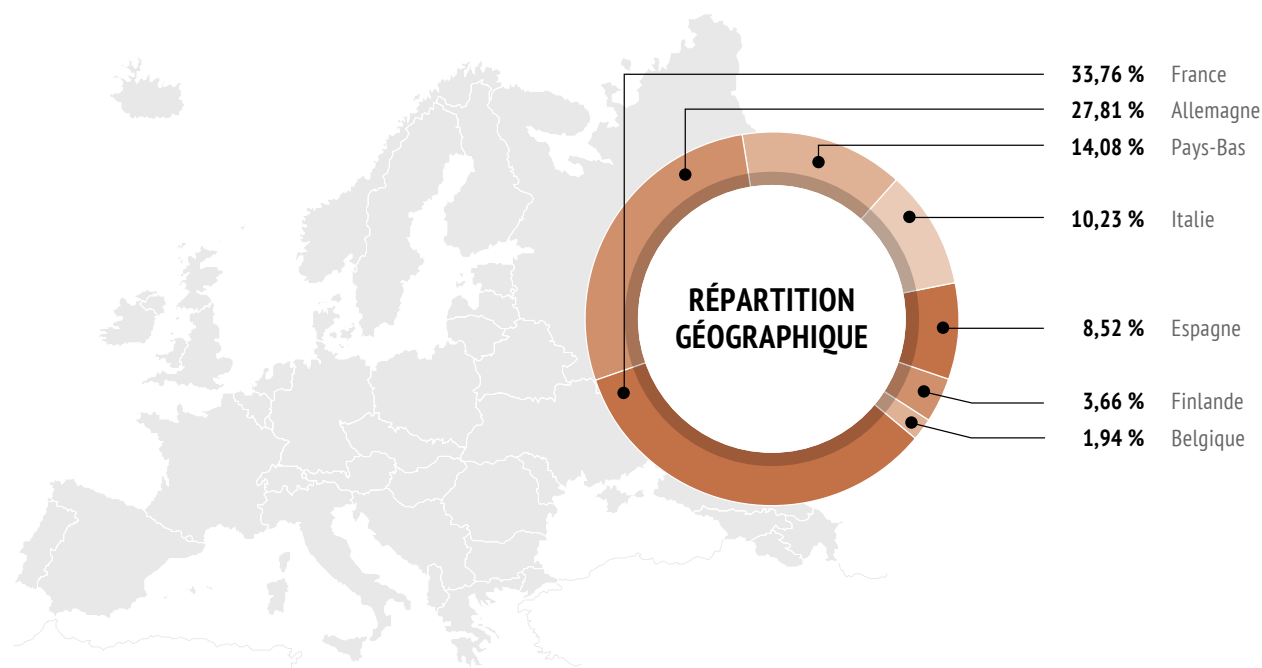 33,76 % France
27,81 % Allemagne
14,08 % Pays-Bas
10,23 % Italie
RÉPARTITION
GÉOGRAPHIQUE
8,52 % Espagne
3,66 % Finlande
1,94 % Belgique